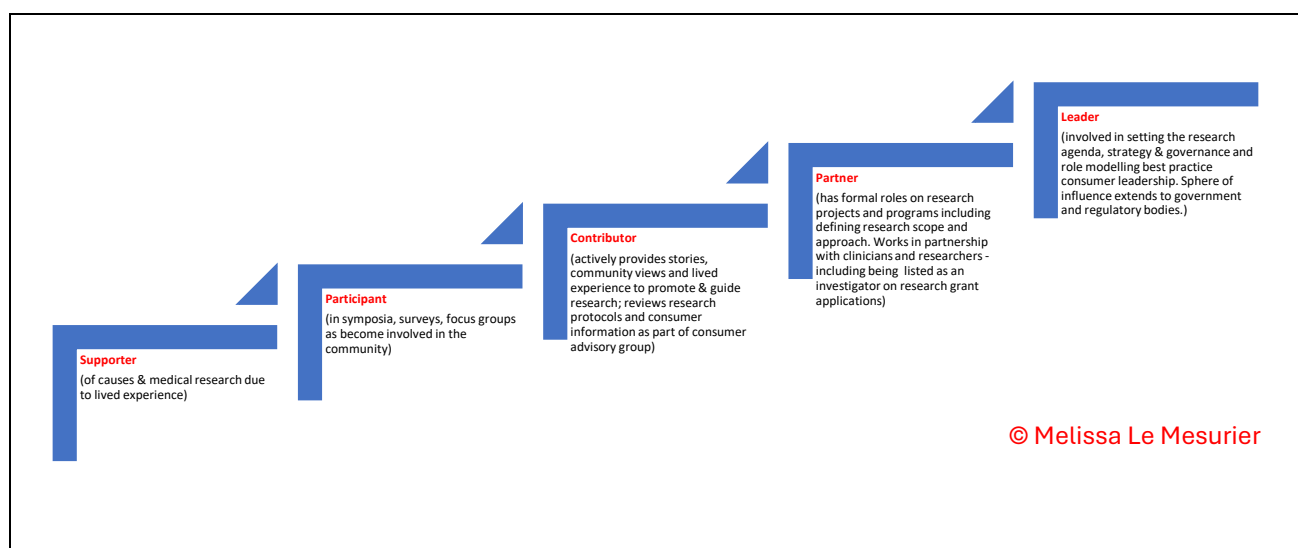 Supporter
(of causes & medical research due
to lived experience)
Participant
(in symposia, surveys, focus groups
as become involved in the
community)
Contributor
(actively provides stories,
community views and lived
experience to promote & guide
research; reviews research
protocols and consumer
information as part of consumer
advisory group)
Partner
(has formal roles on research
projects and programs including
defining research scope and
approach. Works in partnership
with clinicians and researchers -
including being listed as an
investigator on research grant
applications)
Leader
(involved in setting the research
agenda, strategy & governance and
role modelling best practice
consumer leadership. Sphere of
influence extends to government
and regulatory bodies.)
© Melissa Le Mesurier